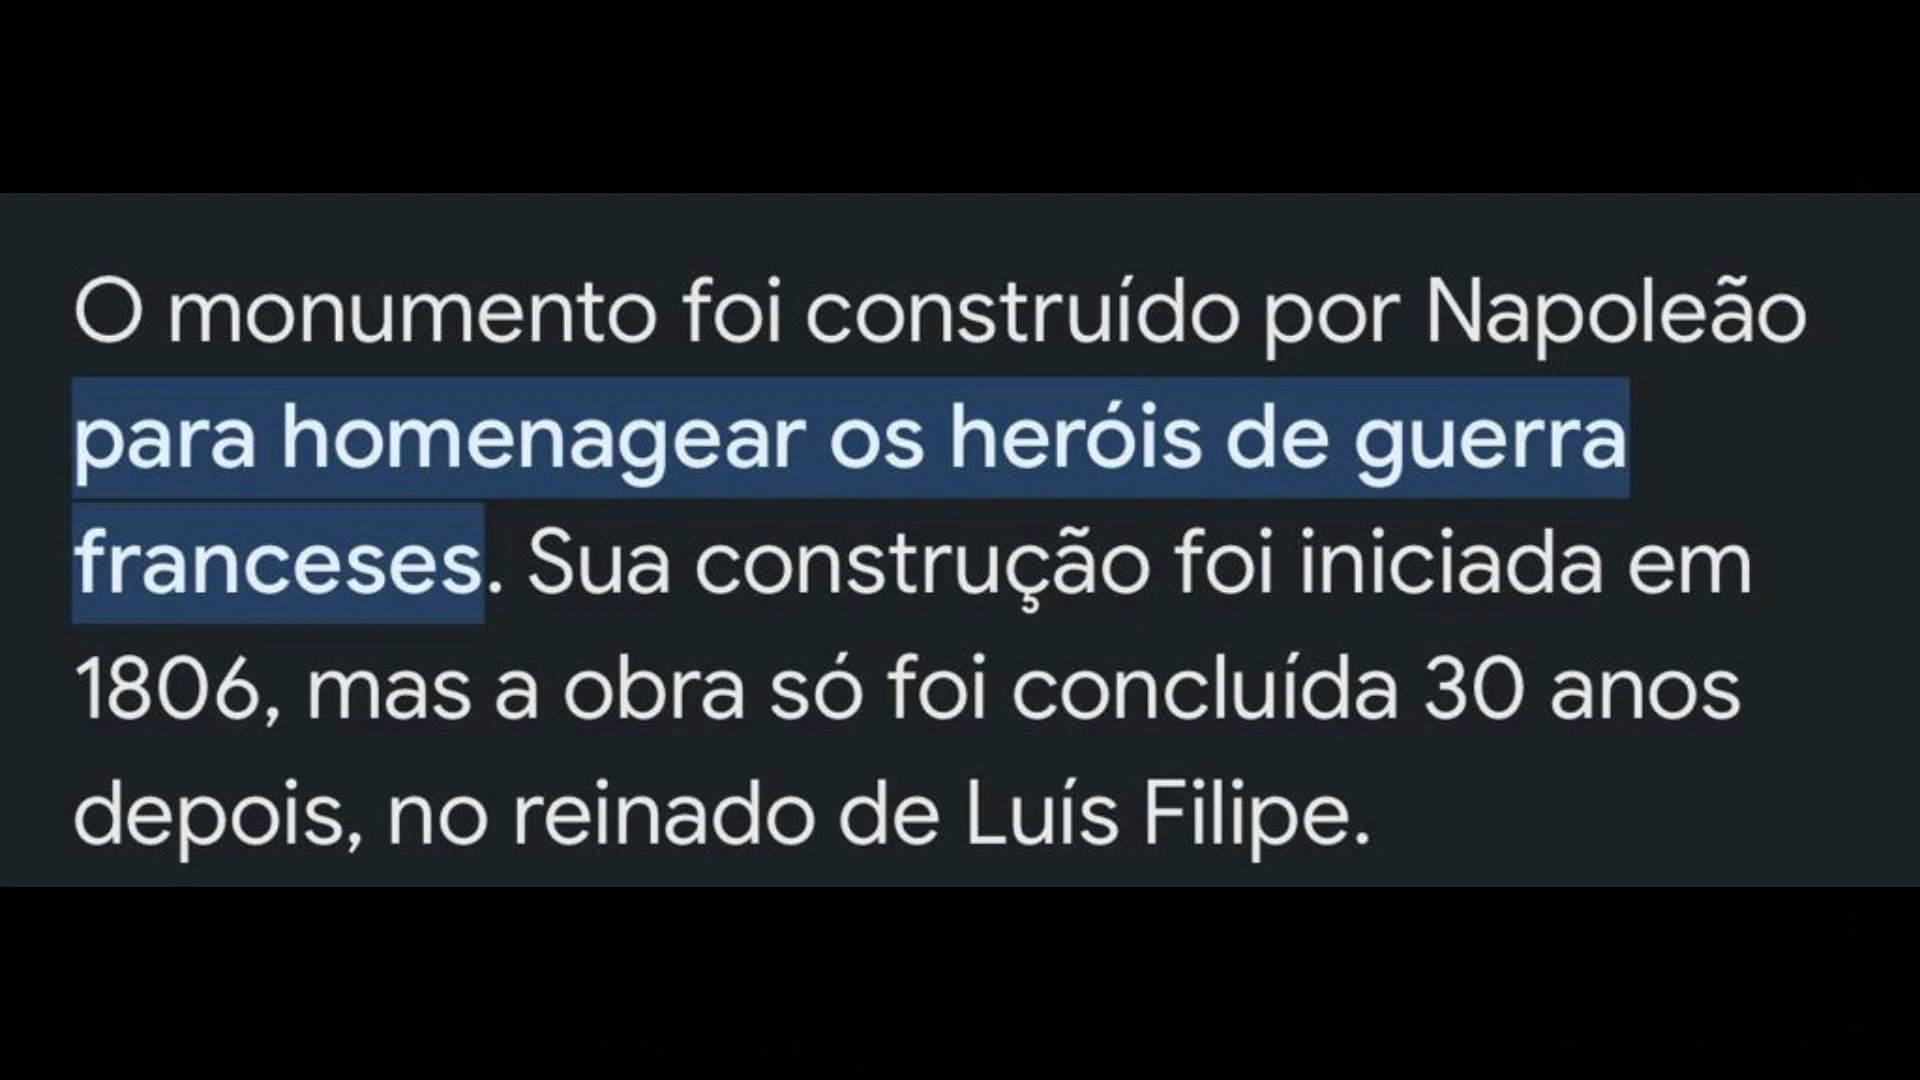 O monumento foi construído por Napoleão
para homenagear os heróis de guerra
franceses. Sua construção foi iniciada em
1806, mas a obra só foi concluída 30 anos
depois, no reinado de Luís Filipe.